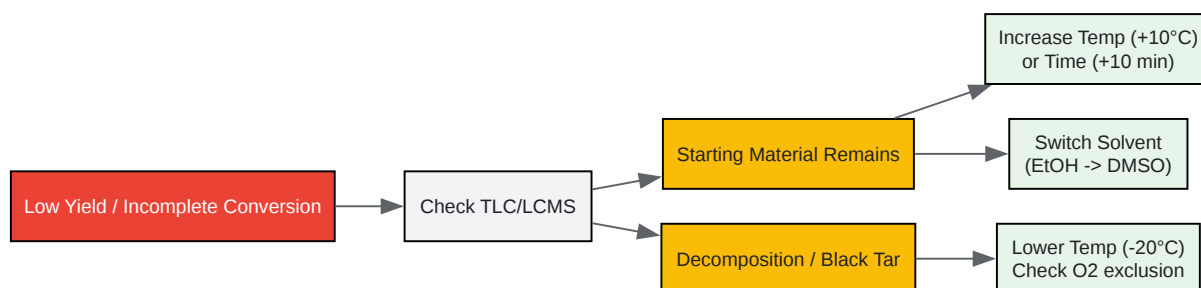 Low Yield / Incomplete Conversion
Check TLC/LCMS
Starting Material Remains
Increase Temp (+10°C)
or Time (+10 min)
Switch Solvent
(EtOH -> DMSO)
Decomposition / Black Tar
Lower Temp (-20°C)
Check O2 exclusion